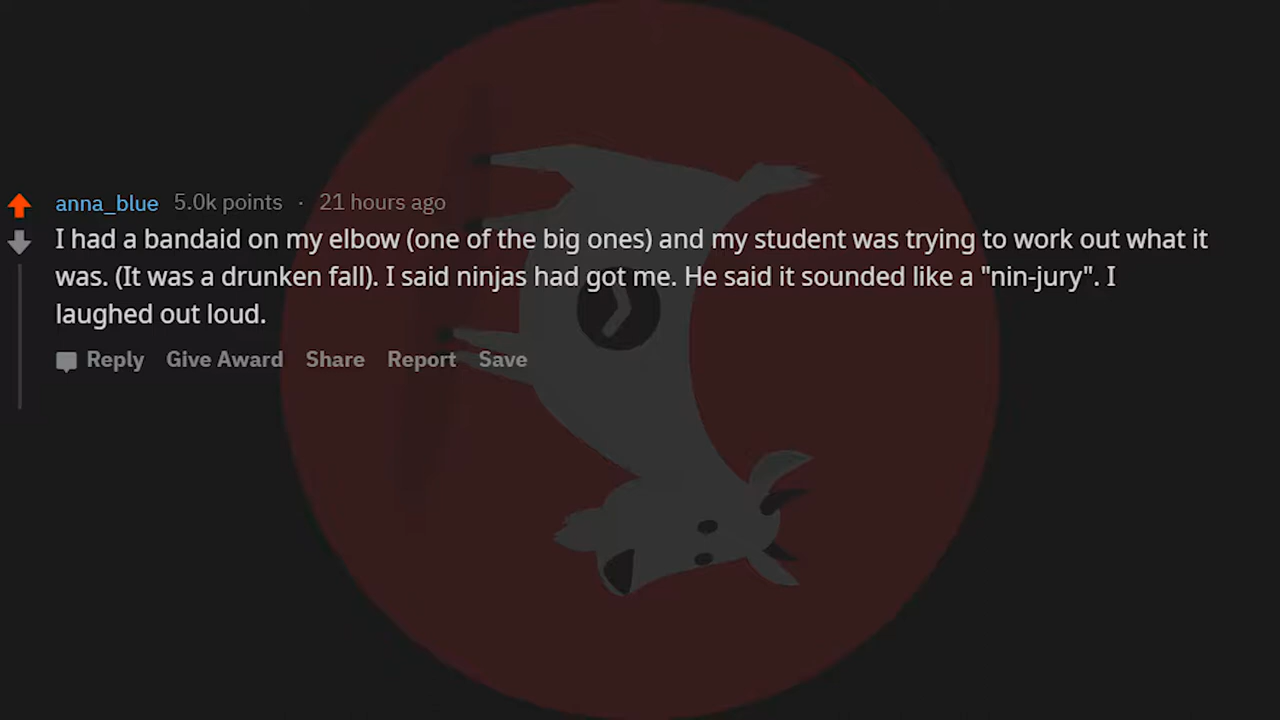 anna_blue 5.0k points · 21 hours ago
I had a bandaid on my elbow (one of the big ones) and my student was trying to work out what it
was. (It was a drunken fall). I said ninjas had got me. He said it sounded like a "nin-jury". I
laughed out loud.
Reply Give Award Share Report Save